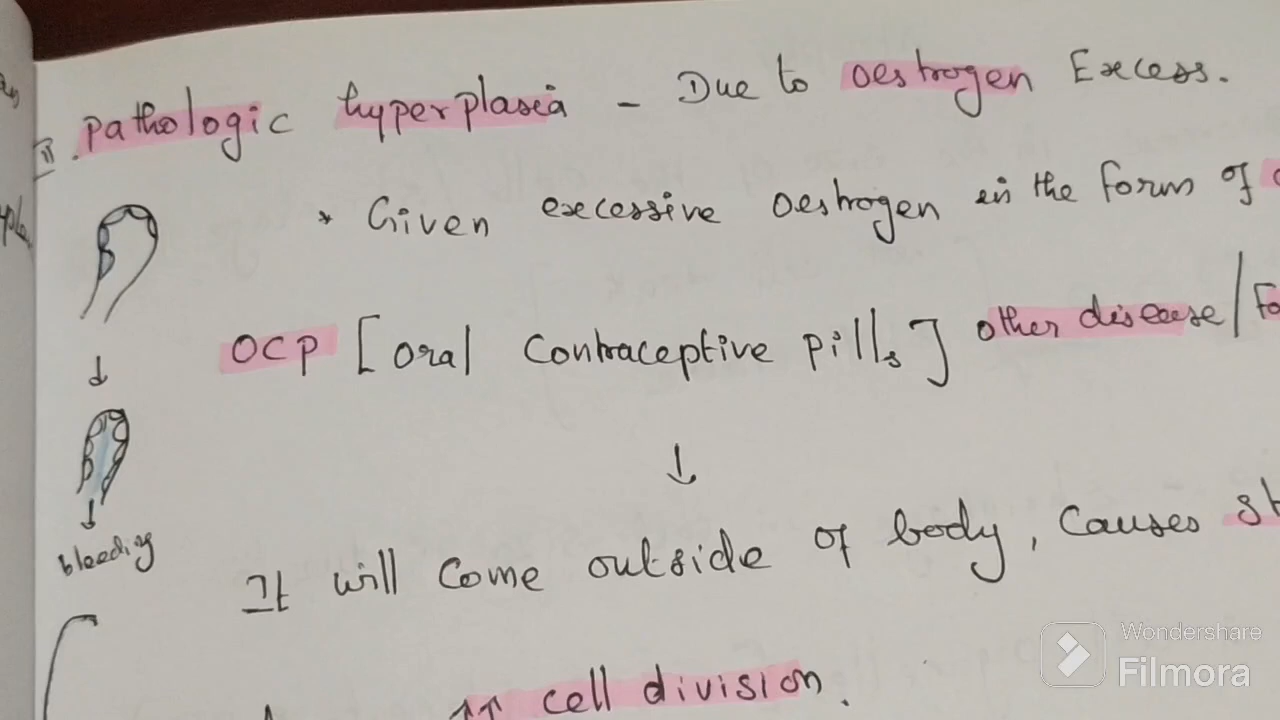 II. pathologic hyperplasia - Due to oestrogen Excess.
* Given excessive oestrogen in the form of
OCP [oral contraceptive pills] other disease/
↓
bleeding
It will come outside of body, causes
↑↑ cell division.
Wondershare
Filmora